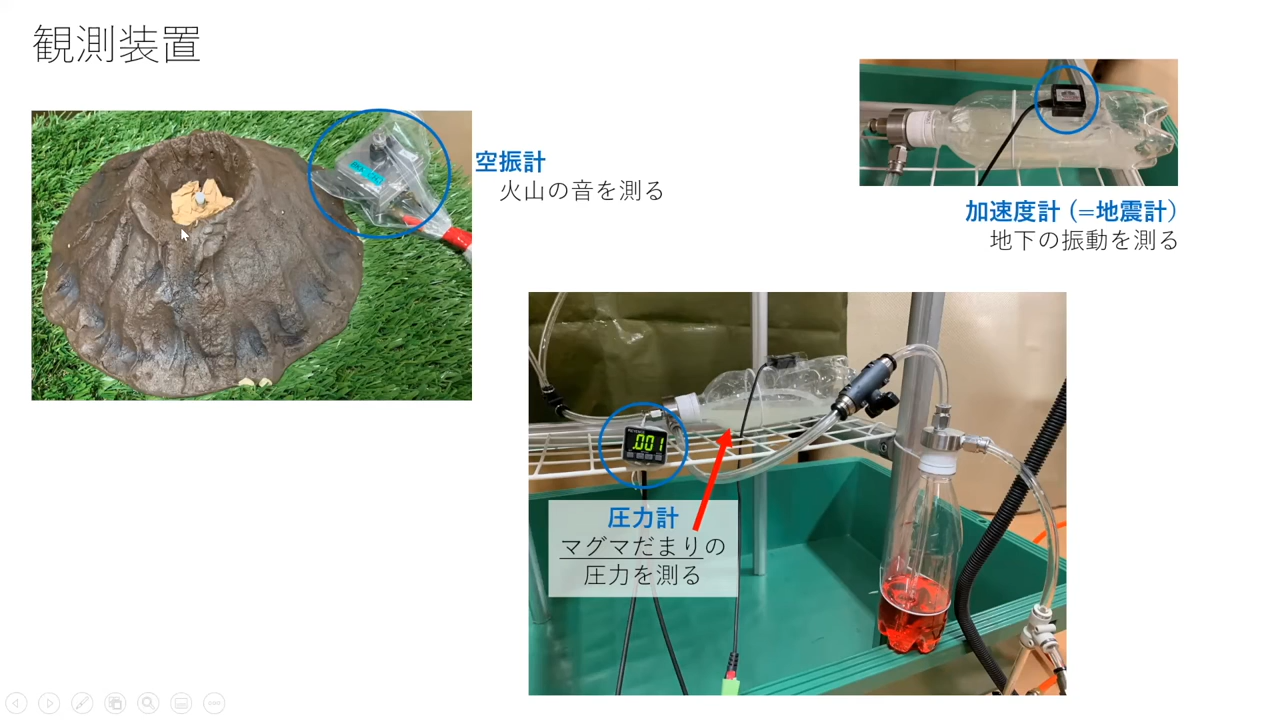 観測装置
空振計
火山の音を測る
加速度計 (=地震計)
地下の振動を測る
.001
圧力計
マグマだまりの
圧力を測る